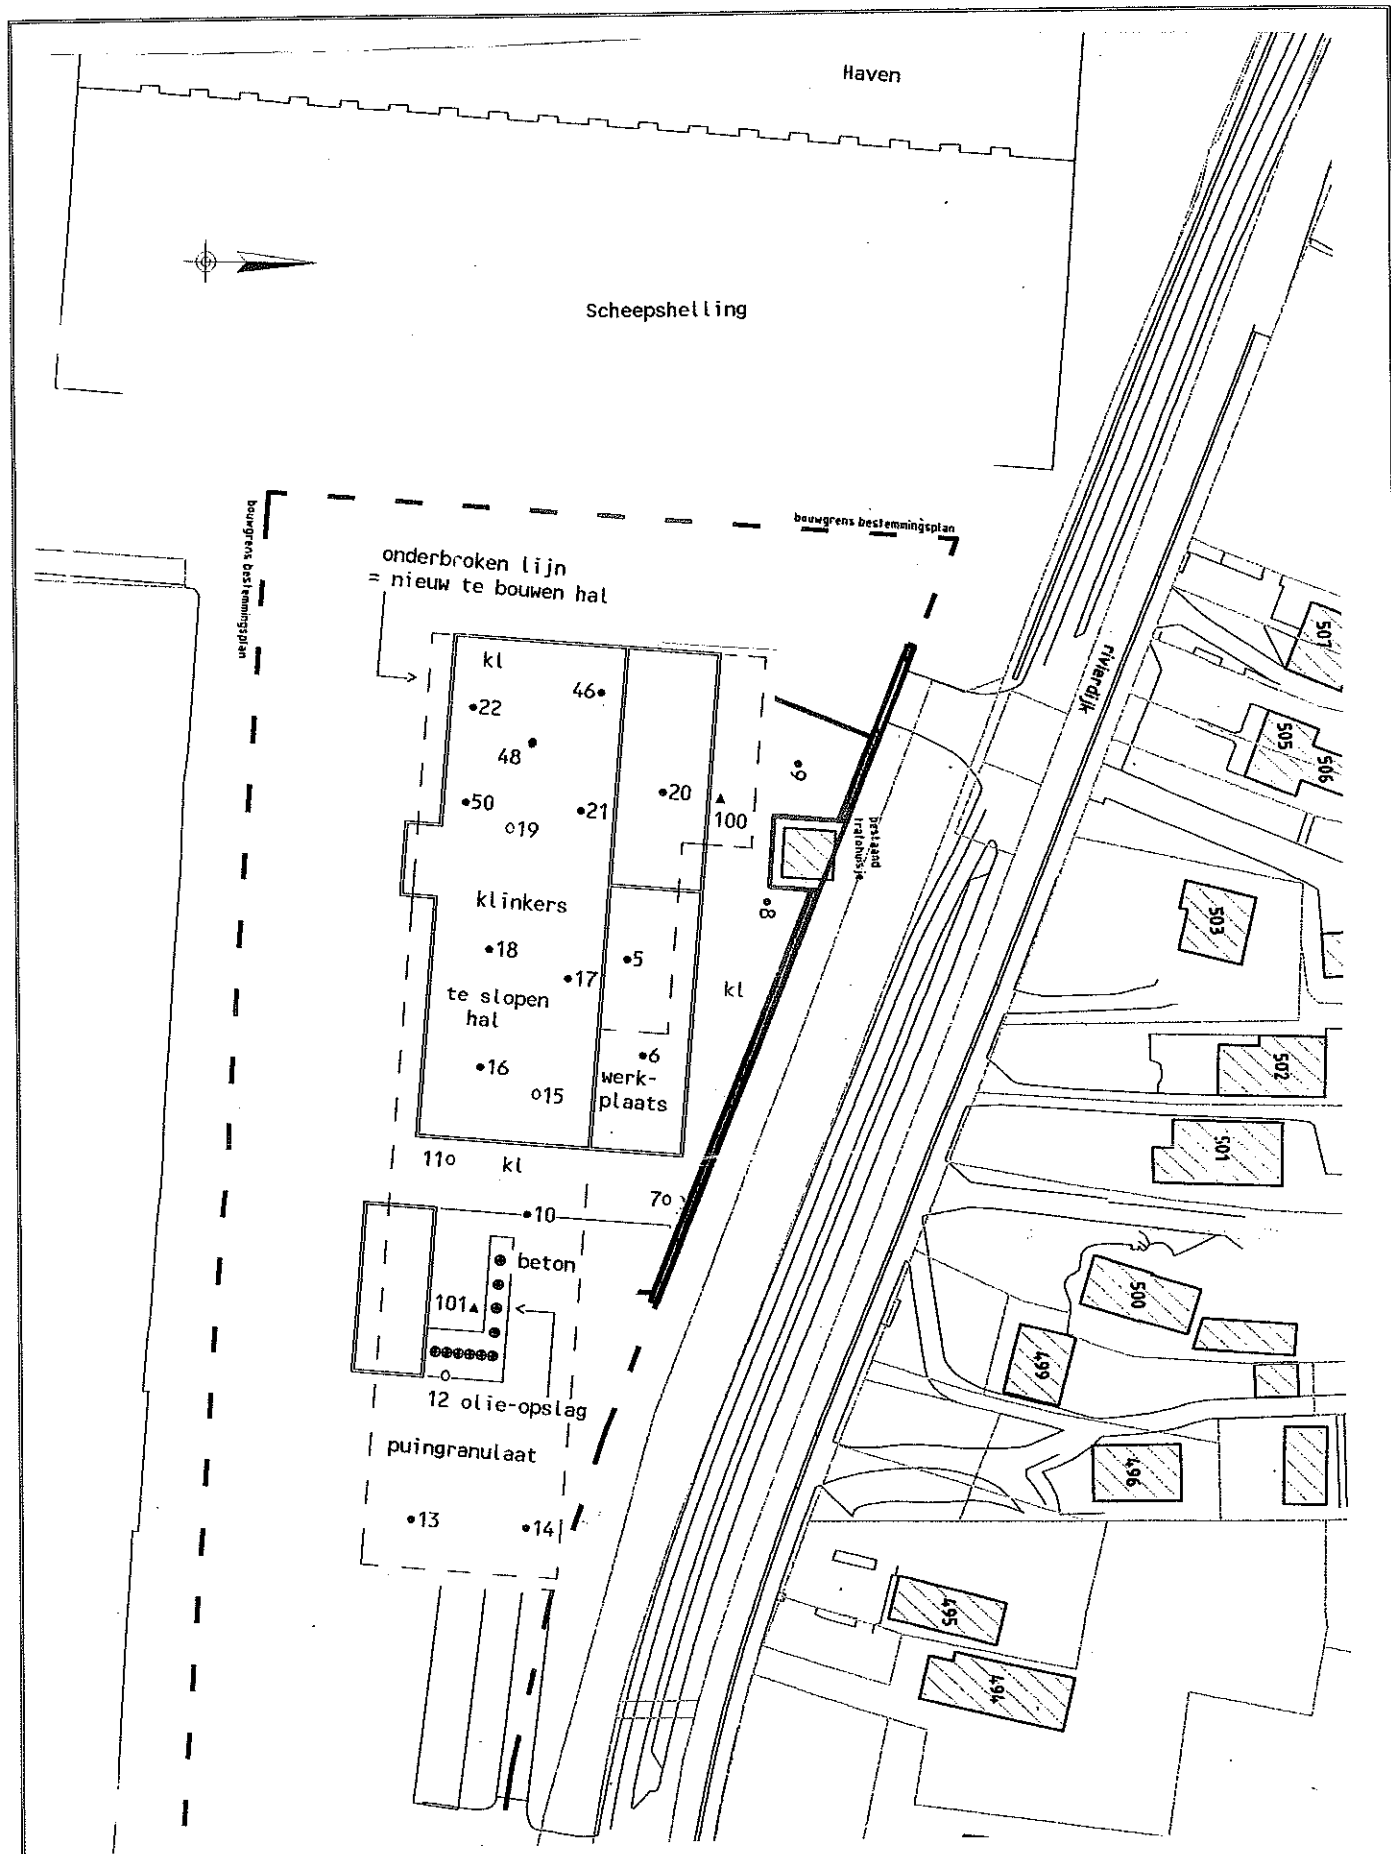 Haven
Scheepshelling
bouwgrens bestemmingsplan
bouwgrens bestemmingsplan
onderbroken lijn
= nieuw te bouwen hal
kl
46
22
48
50
19
21
20
100
9
bestaand
trafohuisje
8
klinkers
18
17
5
kl
te slopen
hal
16
15
6
werk-
plaats
11
kl
7
10
beton
101
12 olie-opslag
puingranulaat
13
14
rivierdijk
507
505
506
503
502
501
500
499
496
495
494